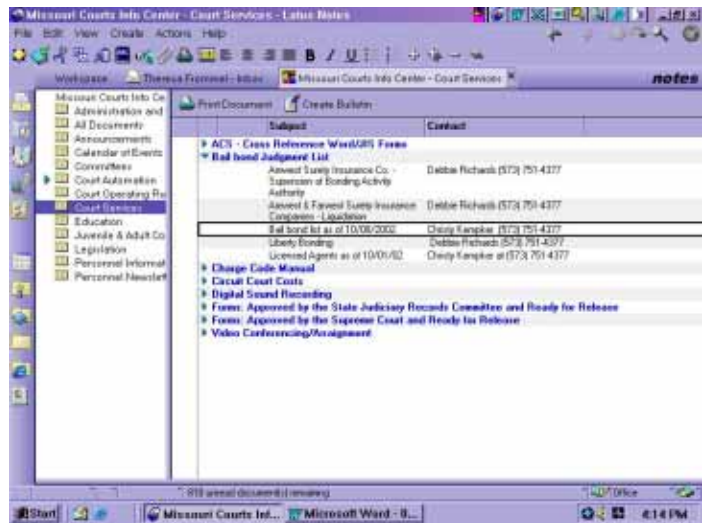 Missouri Courts Info Center - Court Services - Lotus Notes
File Edit View Create Actions Help
Workspace Theresa Frommel - Inbox Missouri Courts Info Center - Court Services notes
Missouri Courts Info Ce
Administration and
All Documents
Announcements
Calendar of Events
Committees
Court Automation
Court Operating Ru
Court Services
Education
Juvenile & Adult Co
Legislation
Personnel Informat
Personnel Newslett
Print Document Create Bulletin
Subject Contact
ACS - Cross Reference Word/JIS Forms
Bail bond Judgment List
Amwest Surety Insurance Co. - Debbie Richards (573) 751-4377
Supension of Bonding Activity
Authority
Amwest & Farwest Surety Insurance Debbie Richards (573) 751-4377
Companies - Liquidation
Bail bond list as of 10/08/2002 Christy Kempker (573) 751-4377
Liberty Bonding Debbie Richards (573) 751-4377
Licensed Agents as of 10/01/02 Christy Kempker at (573) 751-4377
Charge Code Manual
Circuit Court Costs
Digital Sound Recording
Forms: Approved by the State Judiciary Records Committee and Ready for Release
Forms: Approved by the Supreme Court and Ready for Release
Video Conferencing/Arraignment
810 unread document(s) remaining Office
Start Missouri Courts Inf... Microsoft Word - 4:14 PM